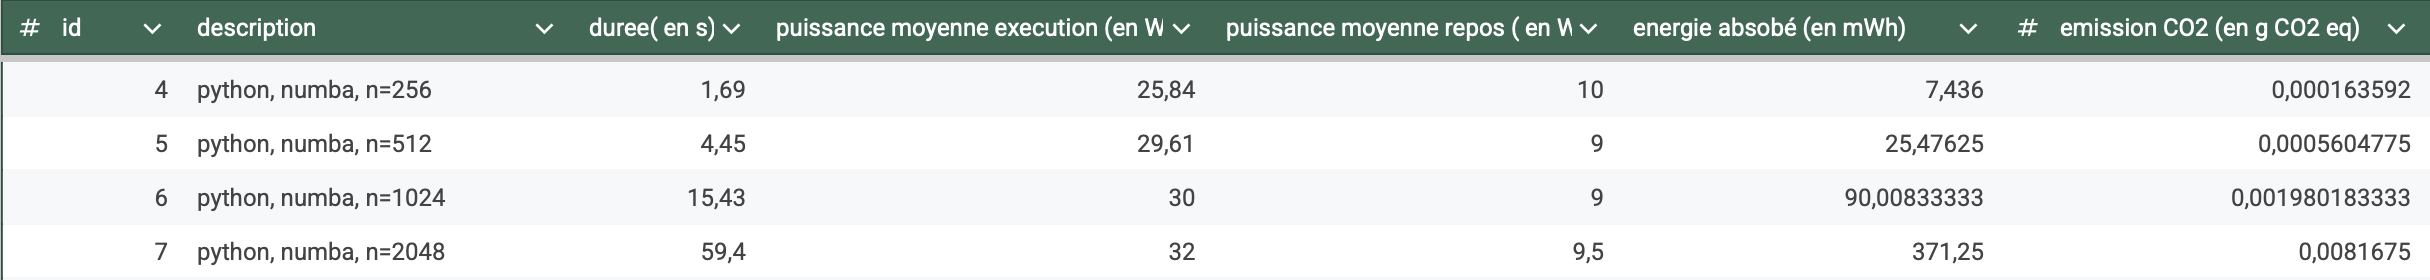 # id description duree( en s) puissance moyenne execution (en W puissance moyenne repos ( en W energie absobé (en mWh) # emission CO2 (en g CO2 eq)
4 python, numba, n=256 1,69 25,84 10 7,436 0,000163592
5 python, numba, n=512 4,45 29,61 9 25,47625 0,0005604775
6 python, numba, n=1024 15,43 30 9 90,00833333 0,001980183333
7 python, numba, n=2048 59,4 32 9,5 371,25 0,0081675